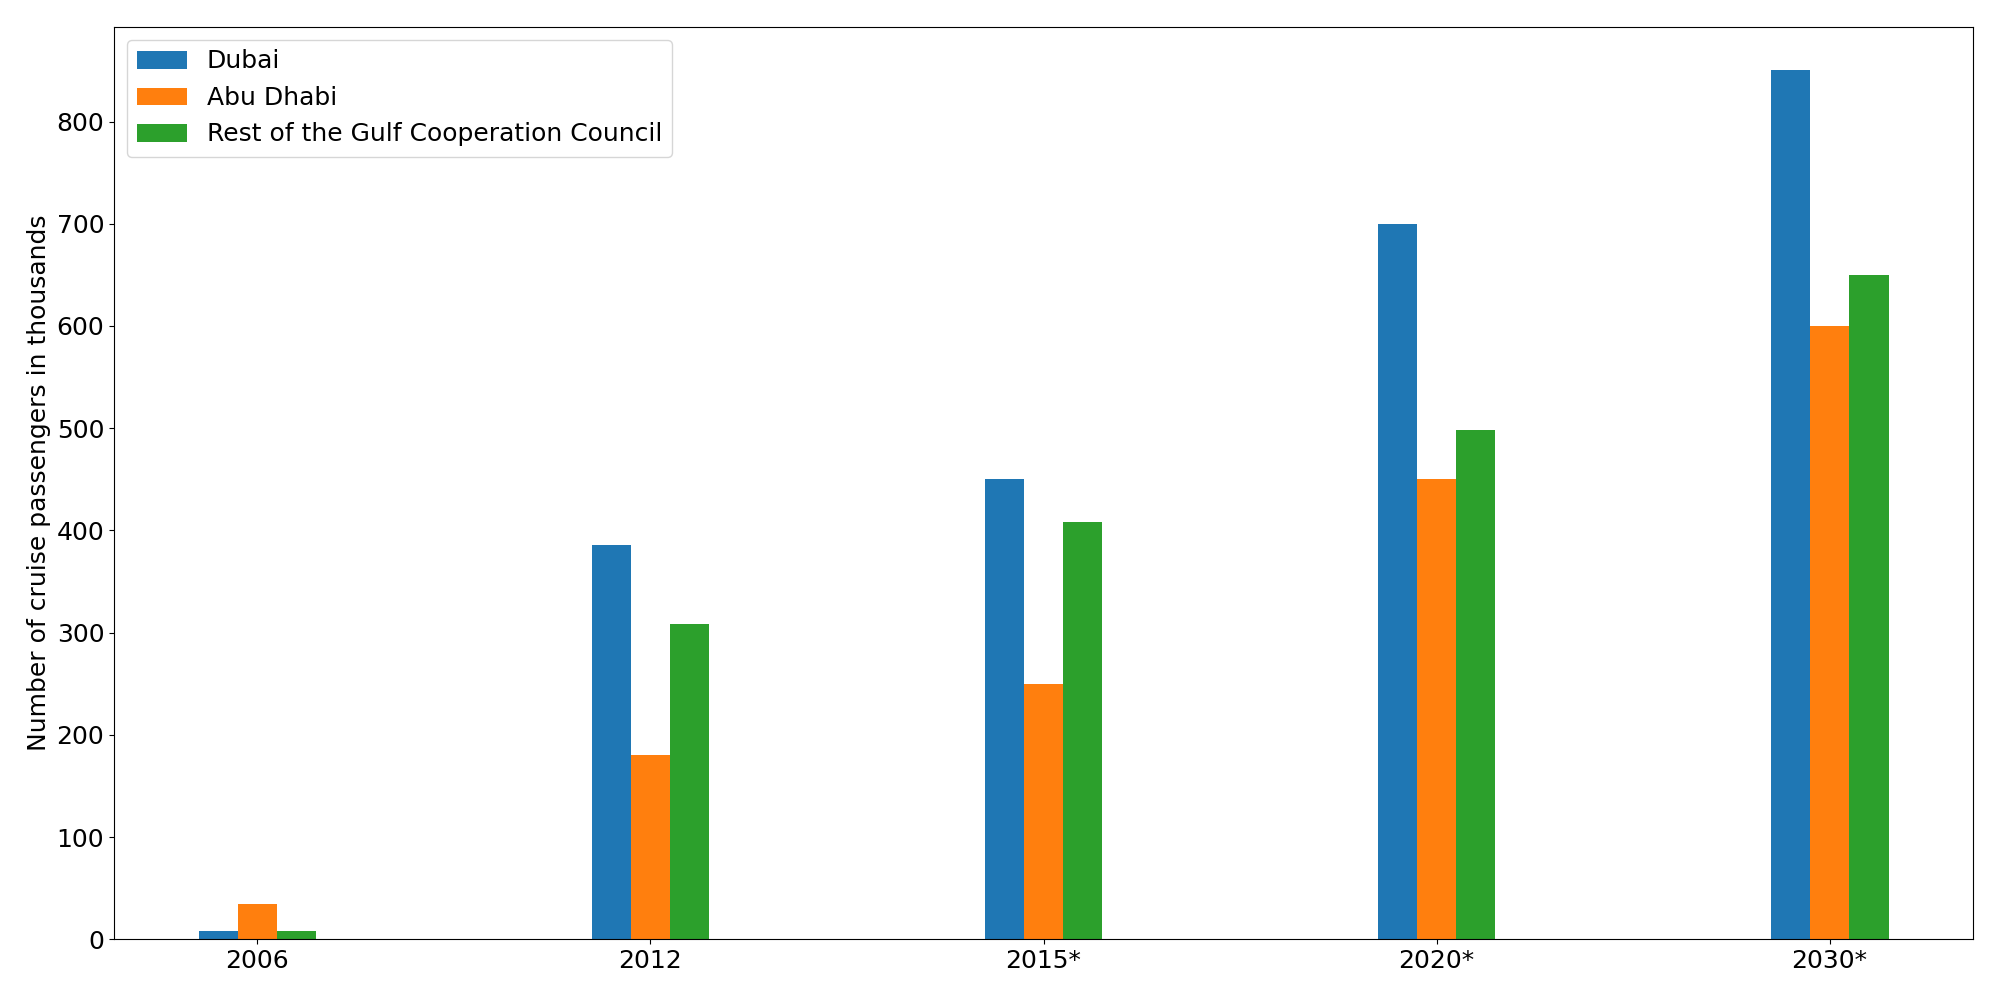 Dubai
Abu Dhabi
Rest of the Gulf Cooperation Council
Number of cruise passengers in thousands
800
700
600
500
400
300
200
100
0
2006 2012 2015* 2020* 2030*